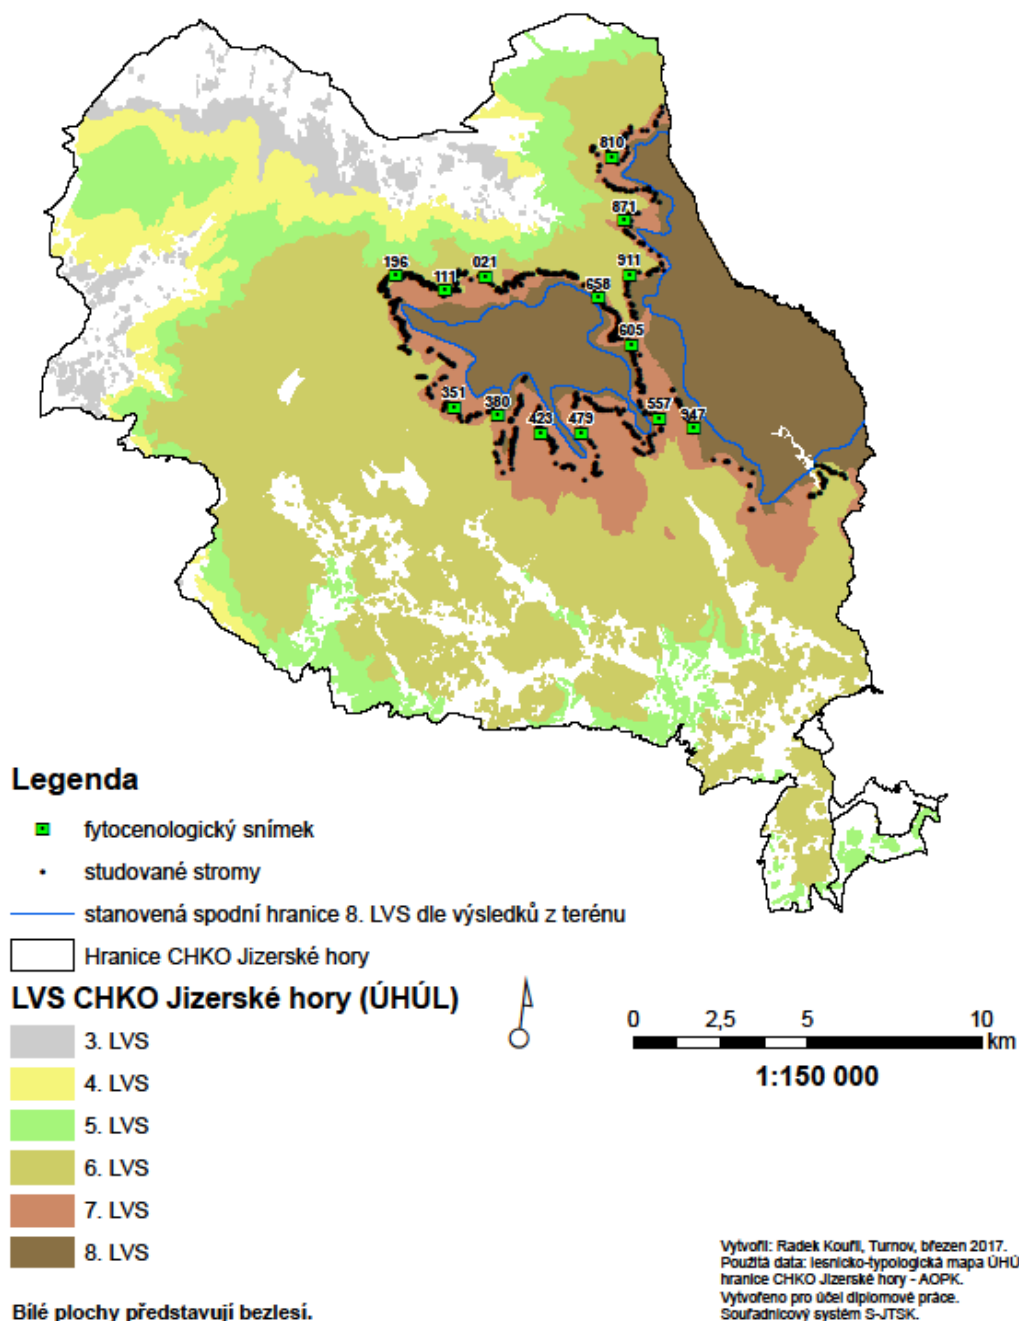 810
871
196
111
021
911
658
605
351
380
423
479
557
947
Legenda
fytocenologický snímek
studované stromy
stanovená spodní hranice 8. LVS dle výsledků z terénu
Hranice CHKO Jizerské hory
LVS CHKO Jizerské hory (ÚHÚL)
3. LVS
4. LVS
5. LVS
6. LVS
7. LVS
8. LVS
0 2,5 5 10
km
1:150 000
Vytvořil: Radek Kouřil, Turnov, březen 2017.
Použitá data: lesnicko-typologická mapa ÚHÚ
hranice CHKO Jizerské hory - AOPK.
Vytvořeno pro účel diplomové práce.
Souřadnicový systém S-JTSK.
Bílé plochy představují bezlesí.